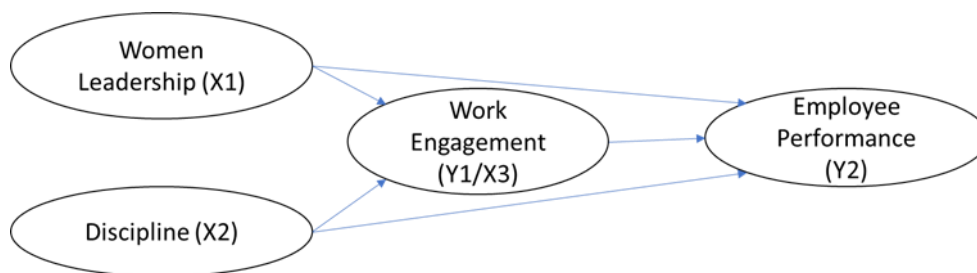 Women
Leadership (X1)
Work
Engagement
(Y1/X3)
Employee
Performance
(Y2)
Discipline (X2)